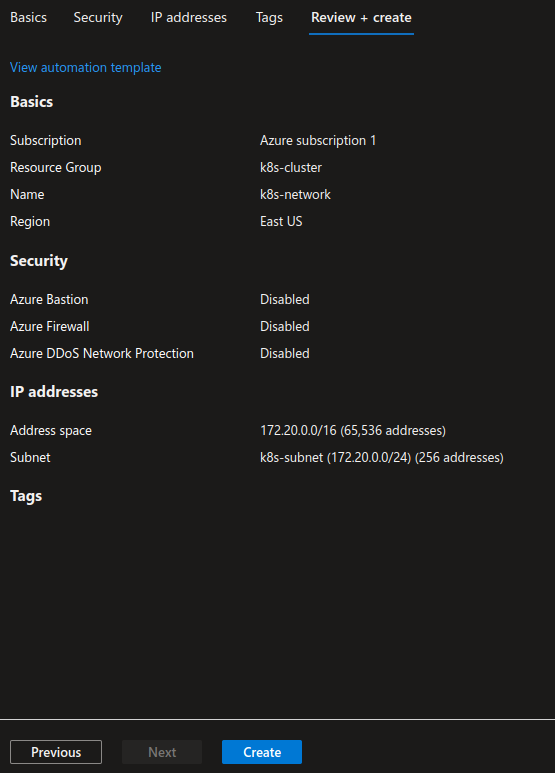 Basics Security IP addresses Tags Review + create
View automation template
Basics
Subscription Azure subscription 1
Resource Group k8s-cluster
Name k8s-network
Region East US
Security
Azure Bastion Disabled
Azure Firewall Disabled
Azure DDoS Network Protection Disabled
IP addresses
Address space 172.20.0.0/16 (65,536 addresses)
Subnet k8s-subnet (172.20.0.0/24) (256 addresses)
Tags
Previous Next Create